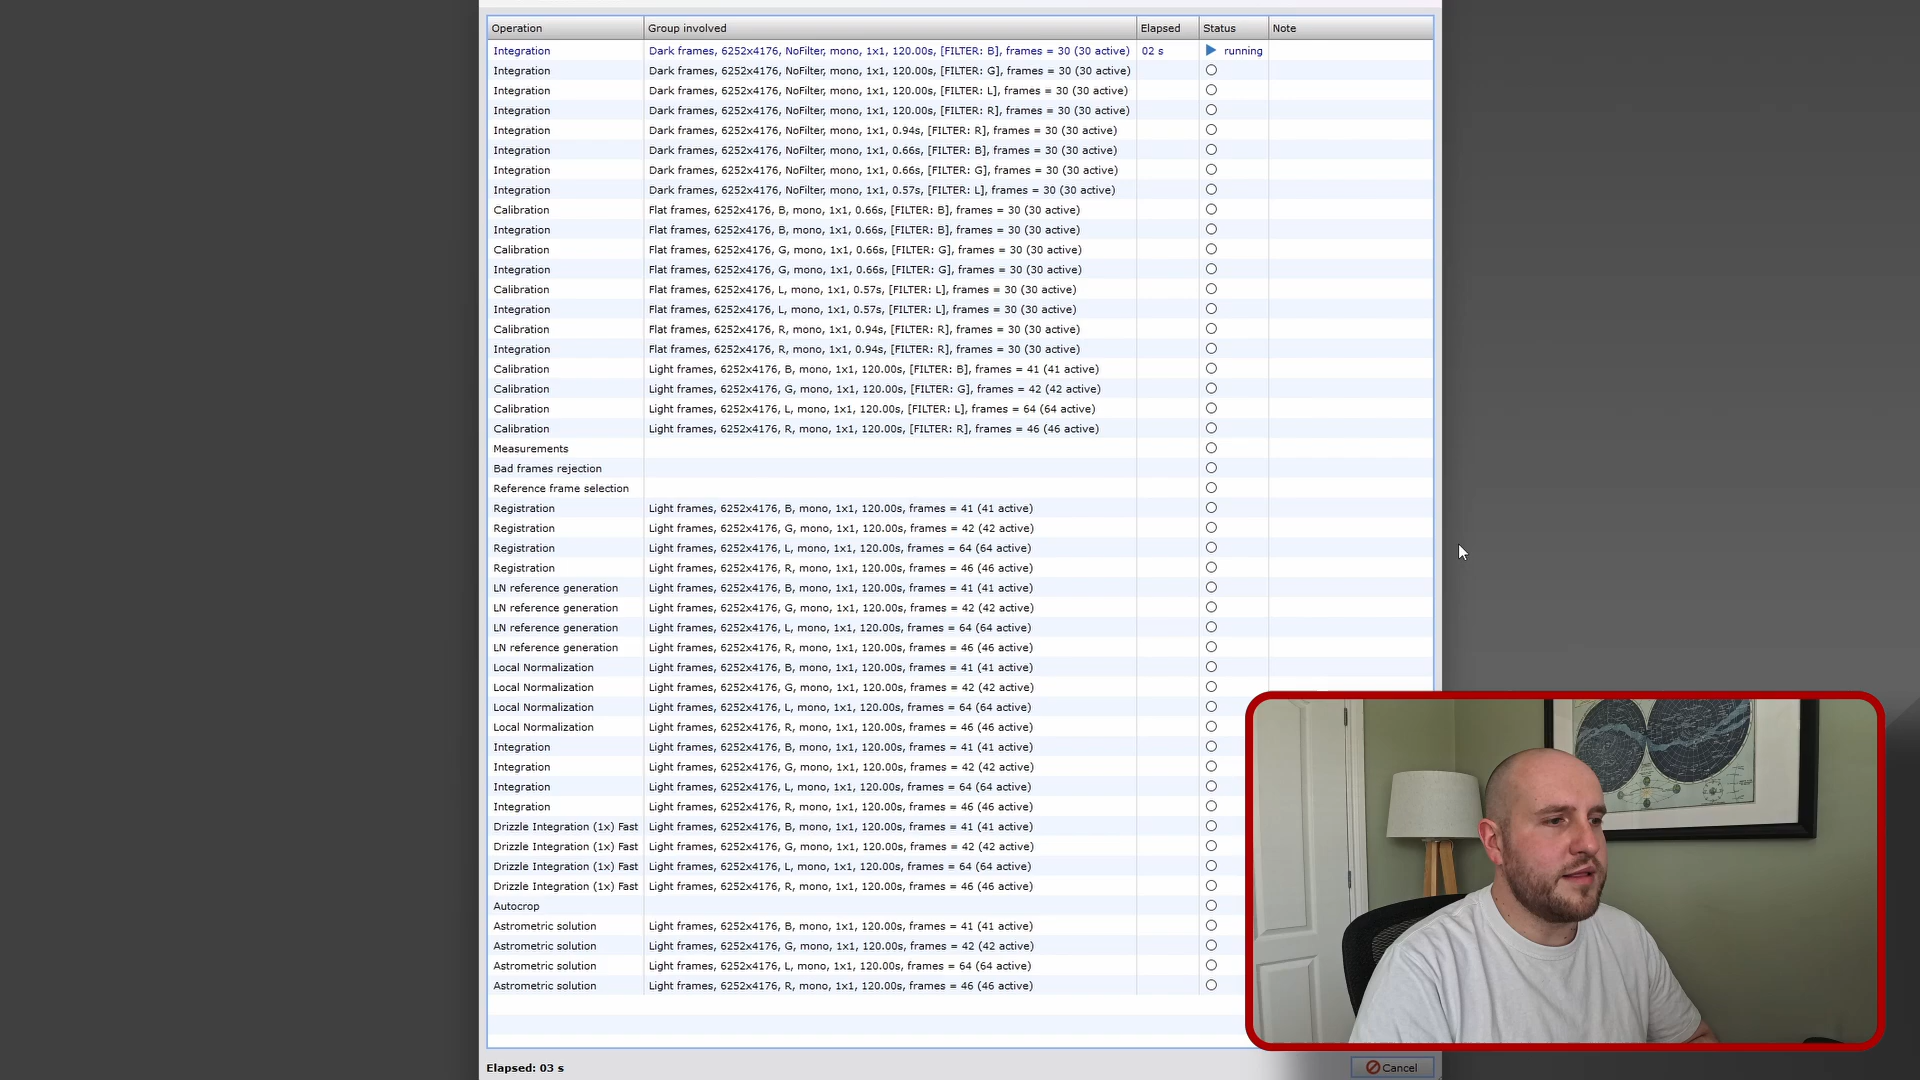 Operation Group involved Elapsed Status Note
Integration Dark frames, 6252x4176, NoFilter, mono, 1x1, 120.00s, [FILTER: B], frames = 30 (30 active) 02 s running
Integration Dark frames, 6252x4176, NoFilter, mono, 1x1, 120.00s, [FILTER: G], frames = 30 (30 active)
Integration Dark frames, 6252x4176, NoFilter, mono, 1x1, 120.00s, [FILTER: L], frames = 30 (30 active)
Integration Dark frames, 6252x4176, NoFilter, mono, 1x1, 120.00s, [FILTER: R], frames = 30 (30 active)
Integration Dark frames, 6252x4176, NoFilter, mono, 1x1, 0.94s, [FILTER: R], frames = 30 (30 active)
Integration Dark frames, 6252x4176, NoFilter, mono, 1x1, 0.66s, [FILTER: B], frames = 30 (30 active)
Integration Dark frames, 6252x4176, NoFilter, mono, 1x1, 0.66s, [FILTER: G], frames = 30 (30 active)
Integration Dark frames, 6252x4176, NoFilter, mono, 1x1, 0.57s, [FILTER: L], frames = 30 (30 active)
Calibration Flat frames, 6252x4176, B, mono, 1x1, 0.66s, [FILTER: B], frames = 30 (30 active)
Integration Flat frames, 6252x4176, B, mono, 1x1, 0.66s, [FILTER: B], frames = 30 (30 active)
Calibration Flat frames, 6252x4176, G, mono, 1x1, 0.66s, [FILTER: G], frames = 30 (30 active)
Integration Flat frames, 6252x4176, G, mono, 1x1, 0.66s, [FILTER: G], frames = 30 (30 active)
Calibration Flat frames, 6252x4176, L, mono, 1x1, 0.57s, [FILTER: L], frames = 30 (30 active)
Integration Flat frames, 6252x4176, L, mono, 1x1, 0.57s, [FILTER: L], frames = 30 (30 active)
Calibration Flat frames, 6252x4176, R, mono, 1x1, 0.94s, [FILTER: R], frames = 30 (30 active)
Integration Flat frames, 6252x4176, R, mono, 1x1, 0.94s, [FILTER: R], frames = 30 (30 active)
Calibration Light frames, 6252x4176, B, mono, 1x1, 120.00s, [FILTER: B], frames = 41 (41 active)
Calibration Light frames, 6252x4176, G, mono, 1x1, 120.00s, [FILTER: G], frames = 42 (42 active)
Calibration Light frames, 6252x4176, L, mono, 1x1, 120.00s, [FILTER: L], frames = 64 (64 active)
Calibration Light frames, 6252x4176, R, mono, 1x1, 120.00s, [FILTER: R], frames = 46 (46 active)
Measurements
Bad frames rejection
Reference frame selection
Registration Light frames, 6252x4176, B, mono, 1x1, 120.00s, frames = 41 (41 active)
Registration Light frames, 6252x4176, G, mono, 1x1, 120.00s, frames = 42 (42 active)
Registration Light frames, 6252x4176, L, mono, 1x1, 120.00s, frames = 64 (64 active)
Registration Light frames, 6252x4176, R, mono, 1x1, 120.00s, frames = 46 (46 active)
LN reference generation Light frames, 6252x4176, B, mono, 1x1, 120.00s, frames = 41 (41 active)
LN reference generation Light frames, 6252x4176, G, mono, 1x1, 120.00s, frames = 42 (42 active)
LN reference generation Light frames, 6252x4176, L, mono, 1x1, 120.00s, frames = 64 (64 active)
LN reference generation Light frames, 6252x4176, R, mono, 1x1, 120.00s, frames = 46 (46 active)
Local Normalization Light frames, 6252x4176, B, mono, 1x1, 120.00s, frames = 41 (41 active)
Local Normalization Light frames, 6252x4176, G, mono, 1x1, 120.00s, frames = 42 (42 active)
Local Normalization Light frames, 6252x4176, L, mono, 1x1, 120.00s, frames = 64 (64 active)
Local Normalization Light frames, 6252x4176, R, mono, 1x1, 120.00s, frames = 46 (46 active)
Integration Light frames, 6252x4176, B, mono, 1x1, 120.00s, frames = 41 (41 active)
Integration Light frames, 6252x4176, G, mono, 1x1, 120.00s, frames = 42 (42 active)
Integration Light frames, 6252x4176, L, mono, 1x1, 120.00s, frames = 64 (64 active)
Integration Light frames, 6252x4176, R, mono, 1x1, 120.00s, frames = 46 (46 active)
Drizzle Integration (1x) Fast Light frames, 6252x4176, B, mono, 1x1, 120.00s, frames = 41 (41 active)
Drizzle Integration (1x) Fast Light frames, 6252x4176, G, mono, 1x1, 120.00s, frames = 42 (42 active)
Drizzle Integration (1x) Fast Light frames, 6252x4176, L, mono, 1x1, 120.00s, frames = 64 (64 active)
Drizzle Integration (1x) Fast Light frames, 6252x4176, R, mono, 1x1, 120.00s, frames = 46 (46 active)
Autocrop
Astrometric solution Light frames, 6252x4176, B, mono, 1x1, 120.00s, frames = 41 (41 active)
Astrometric solution Light frames, 6252x4176, G, mono, 1x1, 120.00s, frames = 42 (42 active)
Astrometric solution Light frames, 6252x4176, L, mono, 1x1, 120.00s, frames = 64 (64 active)
Astrometric solution Light frames, 6252x4176, R, mono, 1x1, 120.00s, frames = 46 (46 active)
Elapsed: 03 s Cancel